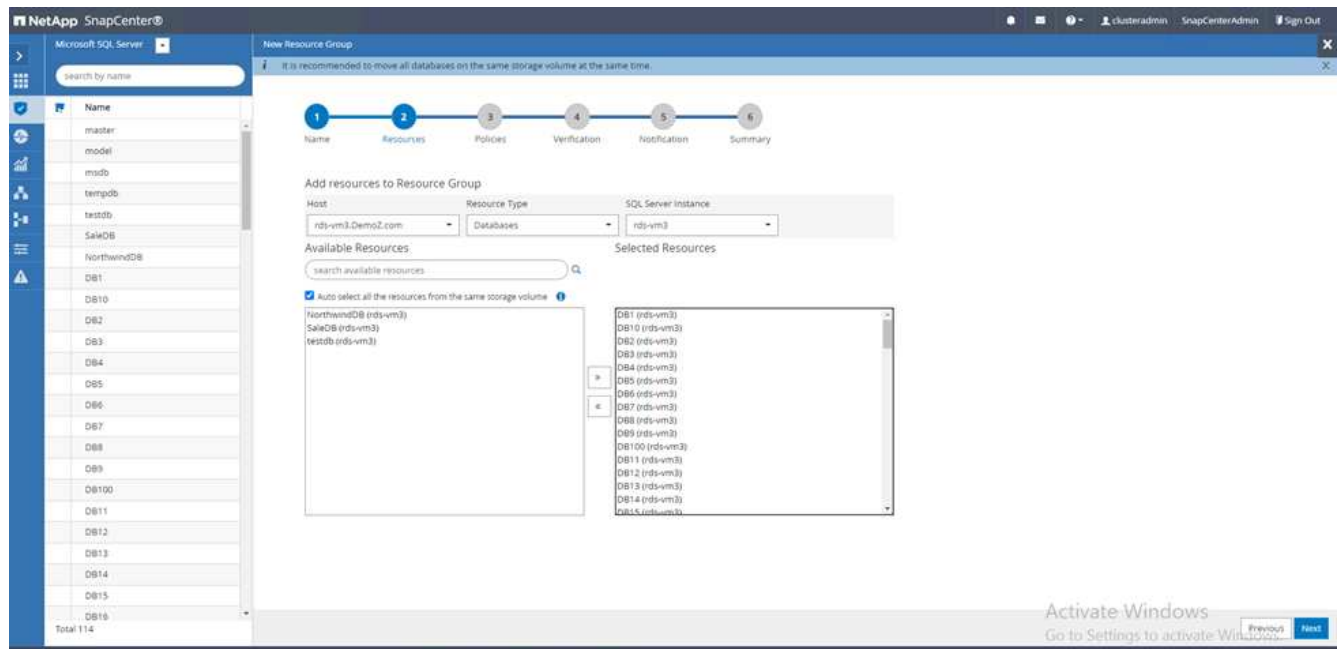 NetApp SnapCenter®
clusteradmin SnapCenterAdmin Sign Out
Microsoft SQL Server
New Resource Group
It is recommended to move all databases on the same storage volume at the same time.
search by name
Name
master
model
msdb
tempdb
testdb
SaleDB
NorthwindDB
DB1
DB10
DB2
DB3
DB4
DB5
DB6
DB7
DB8
DB9
DB100
DB11
DB12
DB13
DB14
DB15
DB16
Total 114
1 2 3 4 5 6
Name Resources Policies Verification Notification Summary
Add resources to Resource Group
Host Resource Type SQL Server Instance
rds-vm3.DemoZ.com Databases rds-vm3
Available Resources Selected Resources
search available resources
Auto select all the resources from the same storage volume
NorthwindDB (rds-vm3)
SaleDB (rds-vm3)
testdb (rds-vm3)
»
«
DB1 (rds-vm3)
DB10 (rds-vm3)
DB2 (rds-vm3)
DB3 (rds-vm3)
DB4 (rds-vm3)
DB5 (rds-vm3)
DB6 (rds-vm3)
DB7 (rds-vm3)
DB8 (rds-vm3)
DB9 (rds-vm3)
DB100 (rds-vm3)
DB11 (rds-vm3)
DB12 (rds-vm3)
DB13 (rds-vm3)
DB14 (rds-vm3)
DB15 (rds-vm3)
Activate Windows
Go to Settings to activate Windows.
Previous Next